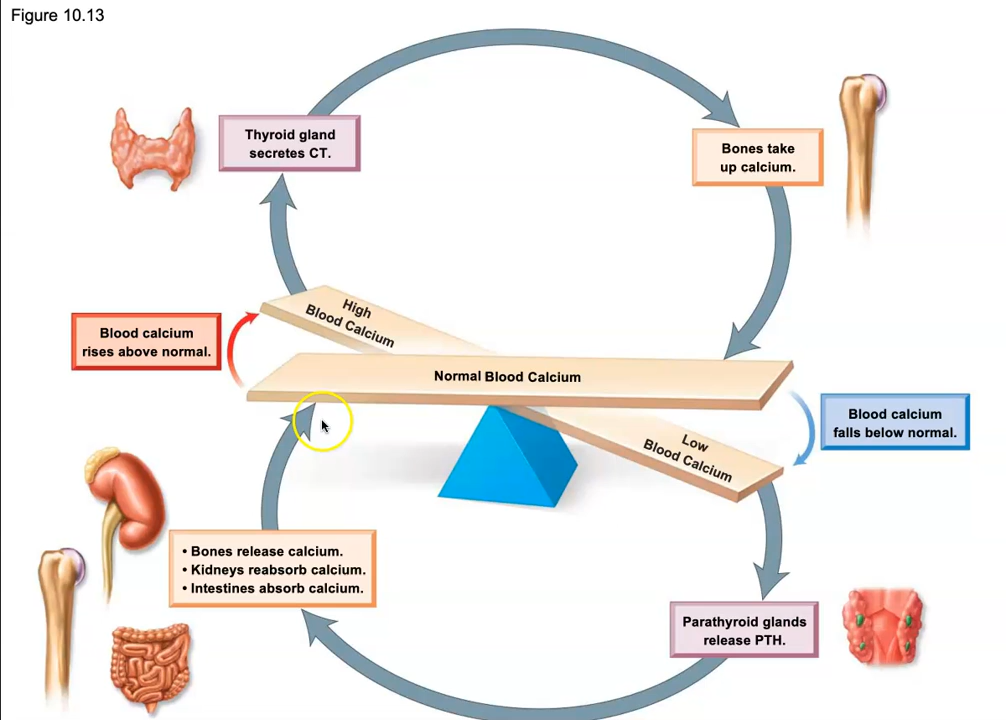 Figure 10.13
Thyroid gland
secretes CT.
Bones take
up calcium.
High
Blood Calcium
Blood calcium
rises above normal.
Normal Blood Calcium
Blood calcium
falls below normal.
Low
Blood Calcium
• Bones release calcium.
• Kidneys reabsorb calcium.
• Intestines absorb calcium.
Parathyroid glands
release PTH.